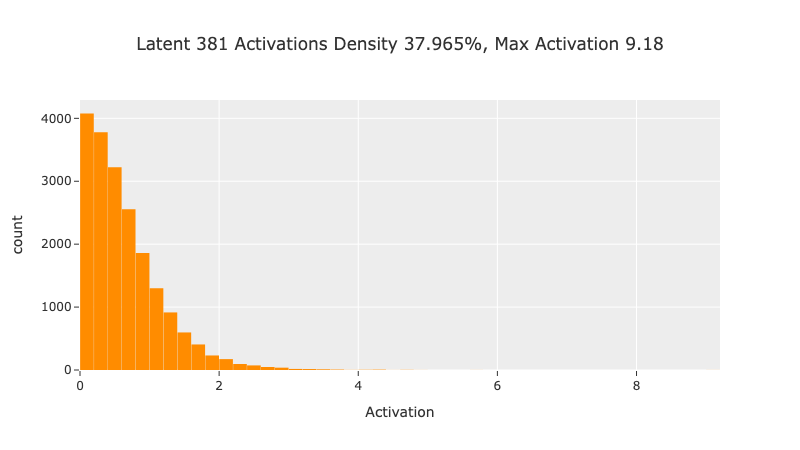 Latent 381 Activations Density 37.965%, Max Activation 9.18
4000
3000
2000
1000
0
count
0 2 4 6 8
Activation